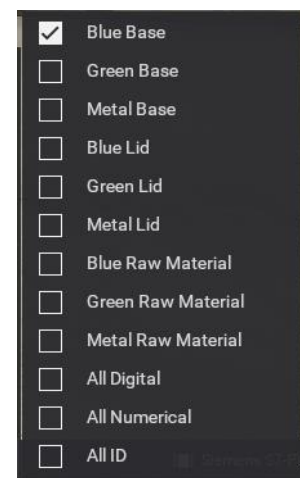 Blue Base
Green Base
Metal Base
Blue Lid
Green Lid
Metal Lid
Blue Raw Material
Green Raw Material
Metal Raw Material
All Digital
All Numerical
All ID